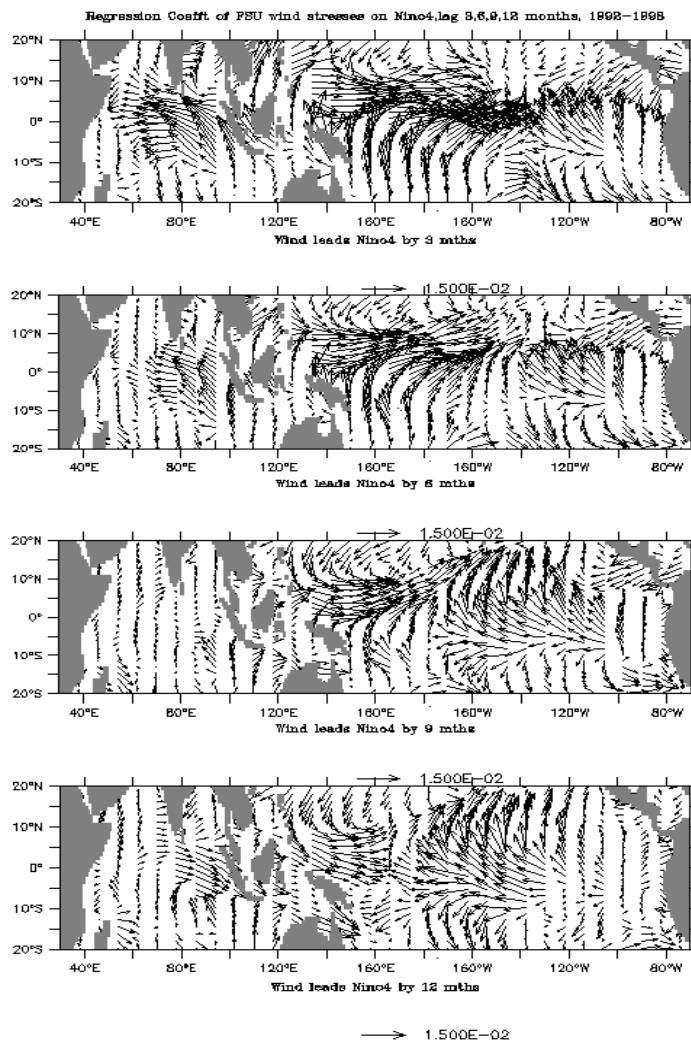 Regression Coefft of FSU wind stresses on Nino4,lag 3,6,9,12 months, 1992-1998
20°N
10°N
0°
10°S
20°S
40°E 80°E 120°E 160°E 160°W 120°W 80°W
Wind leads Nino4 by 3 mths
1.500E-02
20°N
10°N
0°
10°S
20°S
40°E 80°E 120°E 160°E 160°W 120°W 80°W
Wind leads Nino4 by 6 mths
1.500E-02
20°N
10°N
0°
10°S
20°S
40°E 80°E 120°E 160°E 160°W 120°W 80°W
Wind leads Nino4 by 9 mths
1.500E-02
20°N
10°N
0°
10°S
20°S
40°E 80°E 120°E 160°E 160°W 120°W 80°W
Wind leads Nino4 by 12 mths
1.500E-02